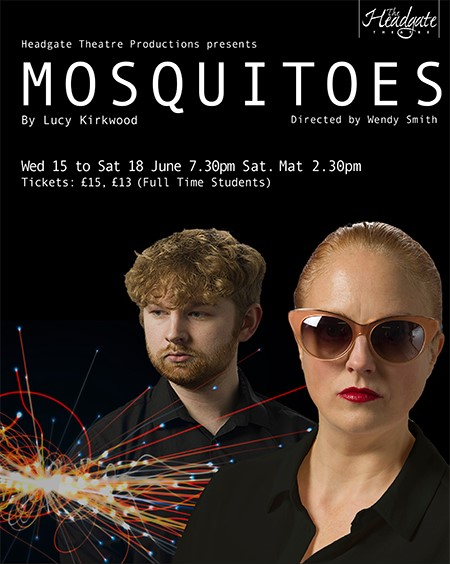 The
Headgate
THEATRE
Headgate Theatre Productions presents
MOSQUITOES
By Lucy Kirkwood
Directed by Wendy Smith
Wed 15 to Sat 18 June 7.30pm Sat. Mat 2.30pm
Tickets: £15, £13 (Full Time Students)